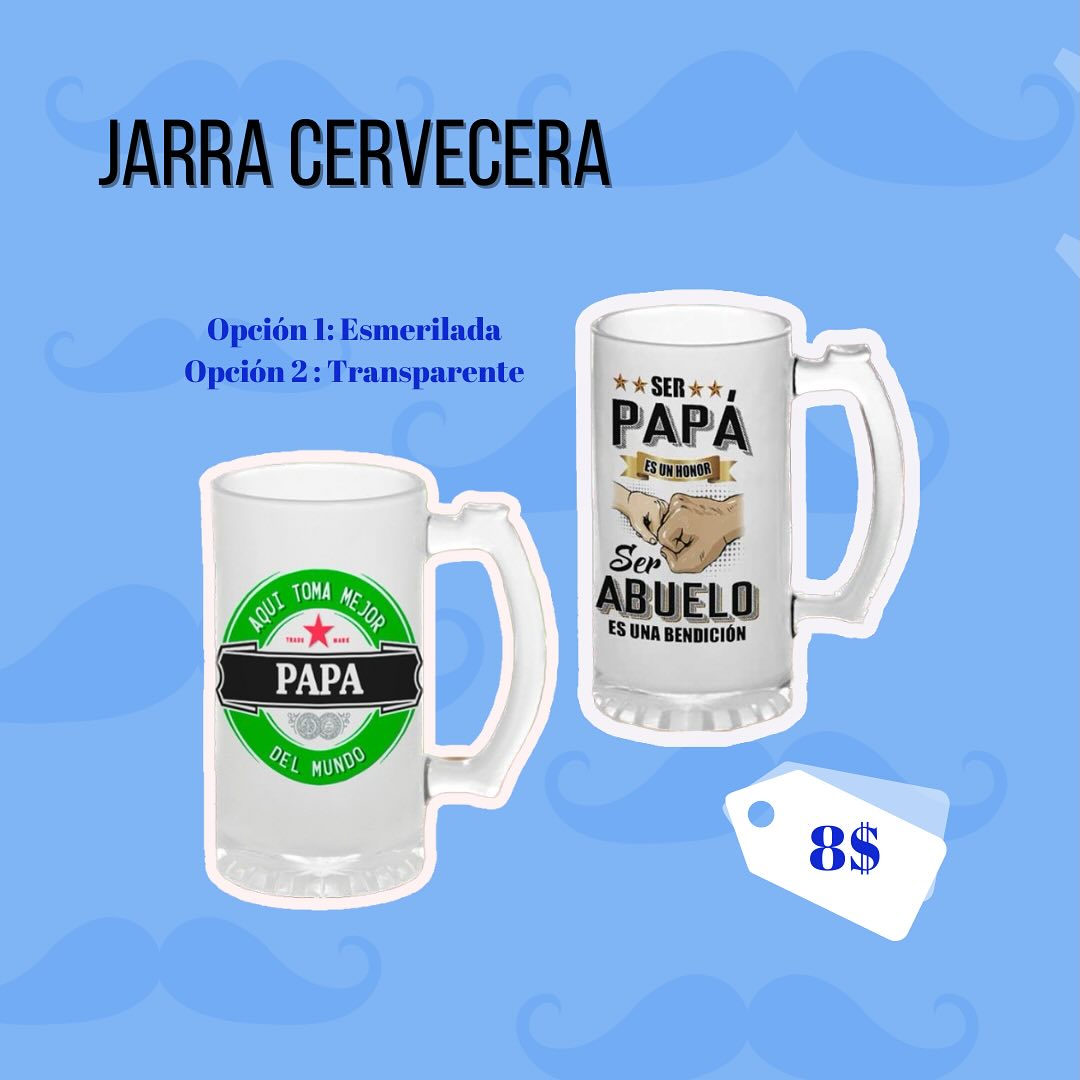 JARRA CERVECERA
Opción 1: Esmerilada
Opción 2 : Transparente
SER
PAPÁ
ES UN HONOR
Ser
ABUELO
ES UNA BENDICIÓN
AQUI TOMA MEJOR
TRADE MARK
PAPA
DEL MUNDO
8$